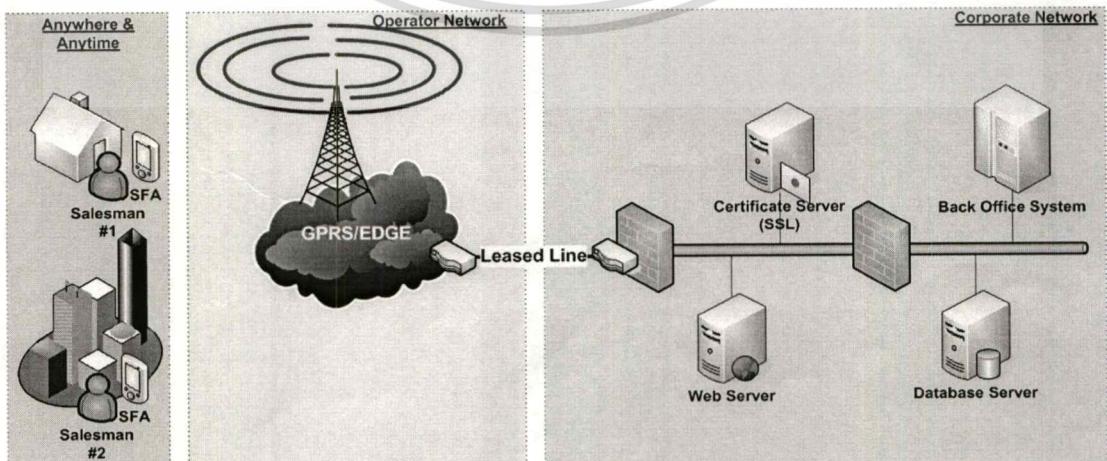 Anywhere &
Anytime
SFA
Salesman
#1
SFA
Salesman
#2
Operator Network
GPRS/EDGE
Leased Line
Corporate Network
Certificate Server
(SSL)
Back Office System
Web Server
Database Server